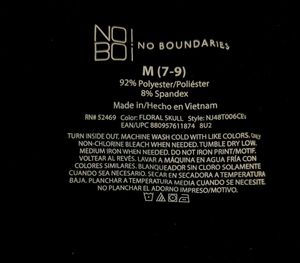 NO
BO
NO BOUNDARIES
M (7-9)
92% Polyester/Poliéster
8% Spandex
Made in/Hecho en Vietnam
RN# 52469 Color: FLORAL SKULL Style: NJ48T006CEs
EAN/UPC 880957611874 8U2
TURN INSIDE OUT. MACHINE WASH COLD WITH LIKE COLORS. ONLY
NON-CHLORINE BLEACH WHEN NEEDED. TUMBLE DRY LOW.
MEDIUM IRON WHEN NEEDED. DO NOT IRON PRINT/MOTIF.
VOLTEAR AL REVÉS. LAVAR A MÁQUINA EN AGUA FRÍA CON
COLORES SIMILARES. BLANQUEADOR SIN CLORO SOLAMENTE
CUANDO SEA NECESARIO. SECAR EN SECADORA A TEMPERATURA
BAJA. PLANCHAR A TEMPERATURA MEDIA CUANDO SEA NECESARIO.
NO PLANCHAR EL ADORNO IMPRESO/MOTIVO.